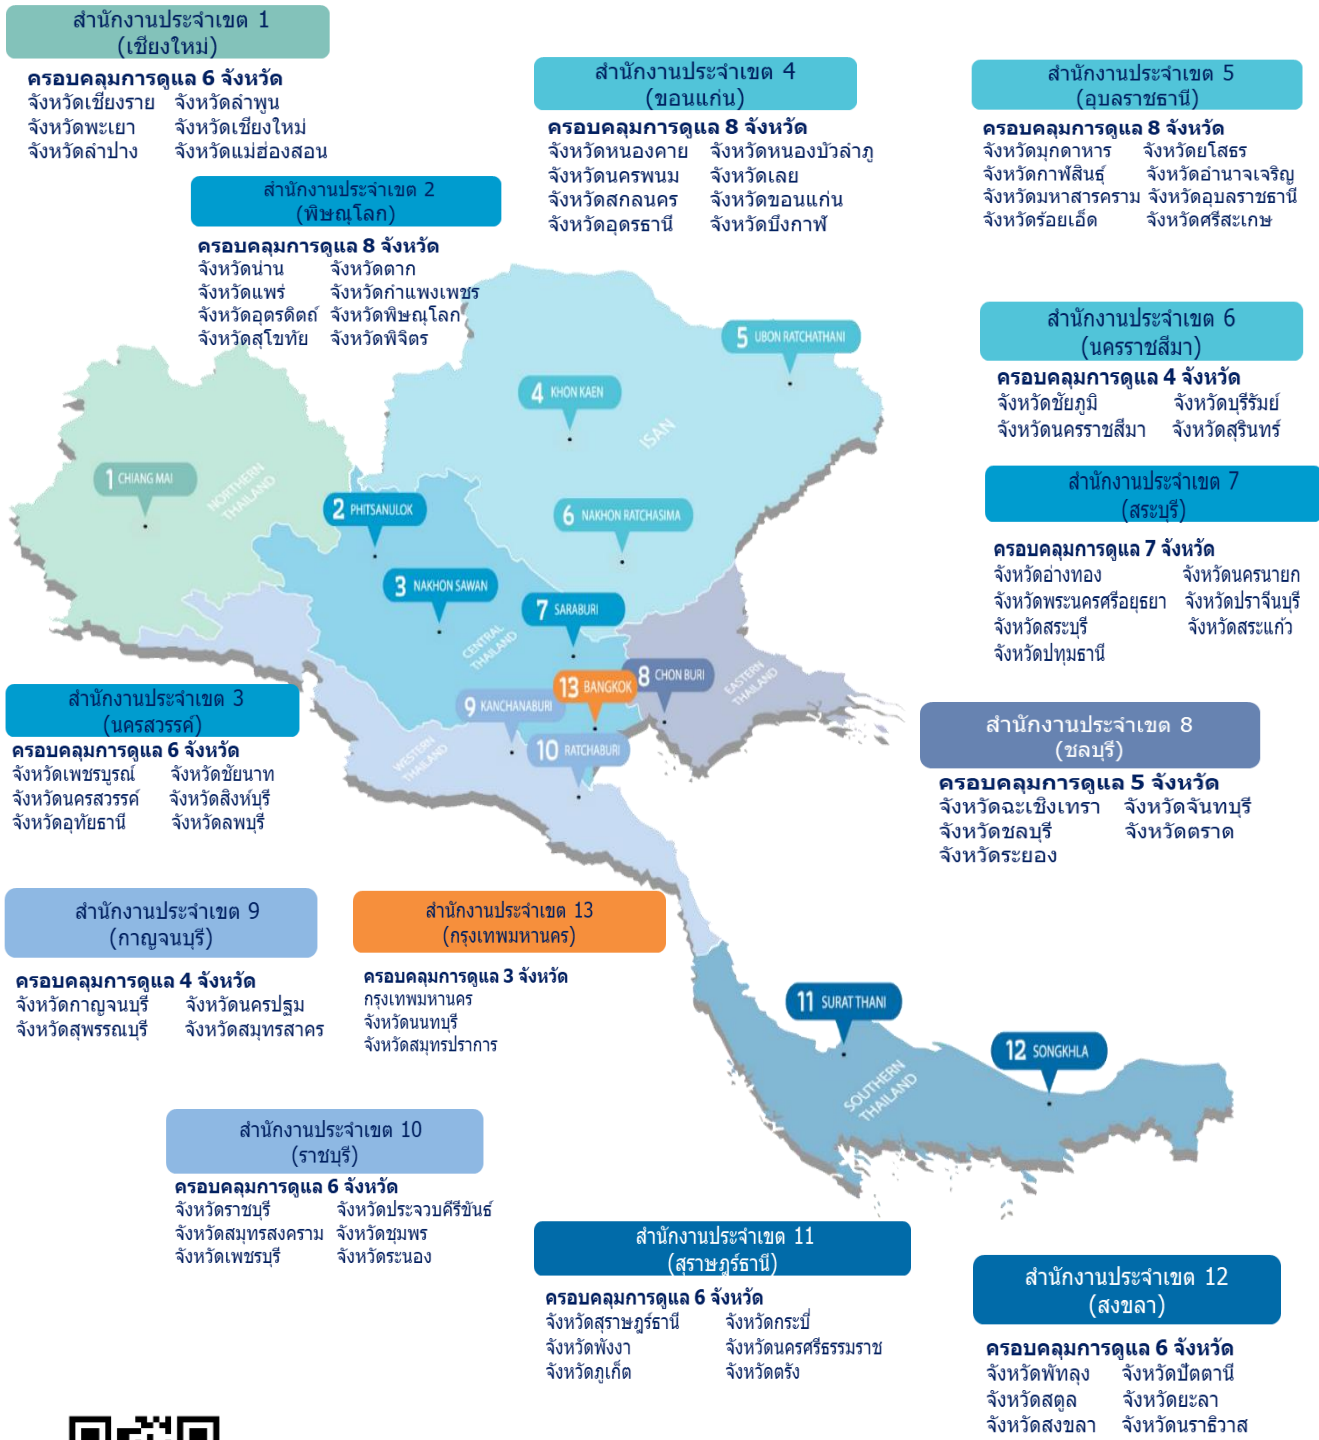 สำนักงานประจำเขต 1
(เชียงใหม่)
ครอบคลุมการดูแล 6 จังหวัด
จังหวัดเชียงราย จังหวัดลำพูน
จังหวัดพะเยา จังหวัดเชียงใหม่
จังหวัดลำปาง จังหวัดแม่ฮ่องสอน
สำนักงานประจำเขต 4
(ขอนแก่น)
ครอบคลุมการดูแล 8 จังหวัด
จังหวัดหนองคาย จังหวัดหนองบัวลำภู
จังหวัดนครพนม จังหวัดเลย
จังหวัดสกลนคร จังหวัดขอนแก่น
จังหวัดอุดรธานี จังหวัดบึงกาฬ
สำนักงานประจำเขต 5
(อุบลราชธานี)
ครอบคลุมการดูแล 8 จังหวัด
จังหวัดมุกดาหาร จังหวัดยโสธร
จังหวัดกาฬสินธุ์ จังหวัดอำนาจเจริญ
จังหวัดมหาสารคราม จังหวัดอุบลราชธานี
จังหวัดร้อยเอ็ด จังหวัดศรีสะเกษ
สำนักงานประจำเขต 2
(พิษณุโลก)
ครอบคลุมการดูแล 8 จังหวัด
จังหวัดน่าน จังหวัดตาก
จังหวัดแพร่ จังหวัดกำแพงเพชร
จังหวัดอุตรดิตถ์ จังหวัดพิษณุโลก
จังหวัดสุโขทัย จังหวัดพิจิตร
สำนักงานประจำเขต 6
(นครราชสีมา)
ครอบคลุมการดูแล 4 จังหวัด
จังหวัดชัยภูมิ จังหวัดบุรีรัมย์
จังหวัดนครราชสีมา จังหวัดสุรินทร์
5 UBON RATCHATHANI
4 KHON KAEN
ISAN
1 CHIANG MAI
NORTHERN
THAILAND
2 PHITSANULOK
6 NAKHON RATCHASIMA
3 NAKHON SAWAN
7 SARABURI
CENTRAL
THAILAND
13 BANGKOK
8 CHON BURI
EASTERN
THAILAND
9 KANCHANABURI
10 RATCHABURI
WESTERN
THAILAND
สำนักงานประจำเขต 7
(สระบุรี)
ครอบคลุมการดูแล 7 จังหวัด
จังหวัดอ่างทอง จังหวัดนครนายก
จังหวัดพระนครศรีอยุธยา จังหวัดปราจีนบุรี
จังหวัดสระบุรี จังหวัดสระแก้ว
จังหวัดปทุมธานี
สำนักงานประจำเขต 3
(นครสวรรค์)
ครอบคลุมการดูแล 6 จังหวัด
จังหวัดเพชรบูรณ์ จังหวัดชัยนาท
จังหวัดนครสวรรค์ จังหวัดสิงห์บุรี
จังหวัดอุทัยธานี จังหวัดลพบุรี
สำนักงานประจำเขต 8
(ชลบุรี)
ครอบคลุมการดูแล 5 จังหวัด
จังหวัดฉะเชิงเทรา จังหวัดจันทบุรี
จังหวัดชลบุรี จังหวัดตราด
จังหวัดระยอง
สำนักงานประจำเขต 9
(กาญจนบุรี)
ครอบคลุมการดูแล 4 จังหวัด
จังหวัดกาญจนบุรี จังหวัดนครปฐม
จังหวัดสุพรรณบุรี จังหวัดสมุทรสาคร
สำนักงานประจำเขต 13
(กรุงเทพมหานคร)
ครอบคลุมการดูแล 3 จังหวัด
กรุงเทพมหานคร
จังหวัดนนทบุรี
จังหวัดสมุทรปราการ
11 SURAT THANI
12 SONGKHLA
SOUTHERN
THAILAND
สำนักงานประจำเขต 10
(ราชบุรี)
ครอบคลุมการดูแล 6 จังหวัด
จังหวัดราชบุรี จังหวัดประจวบคีรีขันธ์
จังหวัดสมุทรสงคราม จังหวัดชุมพร
จังหวัดเพชรบุรี จังหวัดระนอง
สำนักงานประจำเขต 11
(สุราษฎร์ธานี)
ครอบคลุมการดูแล 6 จังหวัด
จังหวัดสุราษฎร์ธานี จังหวัดกระบี่
จังหวัดพังงา จังหวัดนครศรีธรรมราช
จังหวัดภูเก็ต จังหวัดตรัง
สำนักงานประจำเขต 12
(สงขลา)
ครอบคลุมการดูแล 6 จังหวัด
จังหวัดพัทลุง จังหวัดปัตตานี
จังหวัดสตูล จังหวัดยะลา
จังหวัดสงขลา จังหวัดนราธิวาส